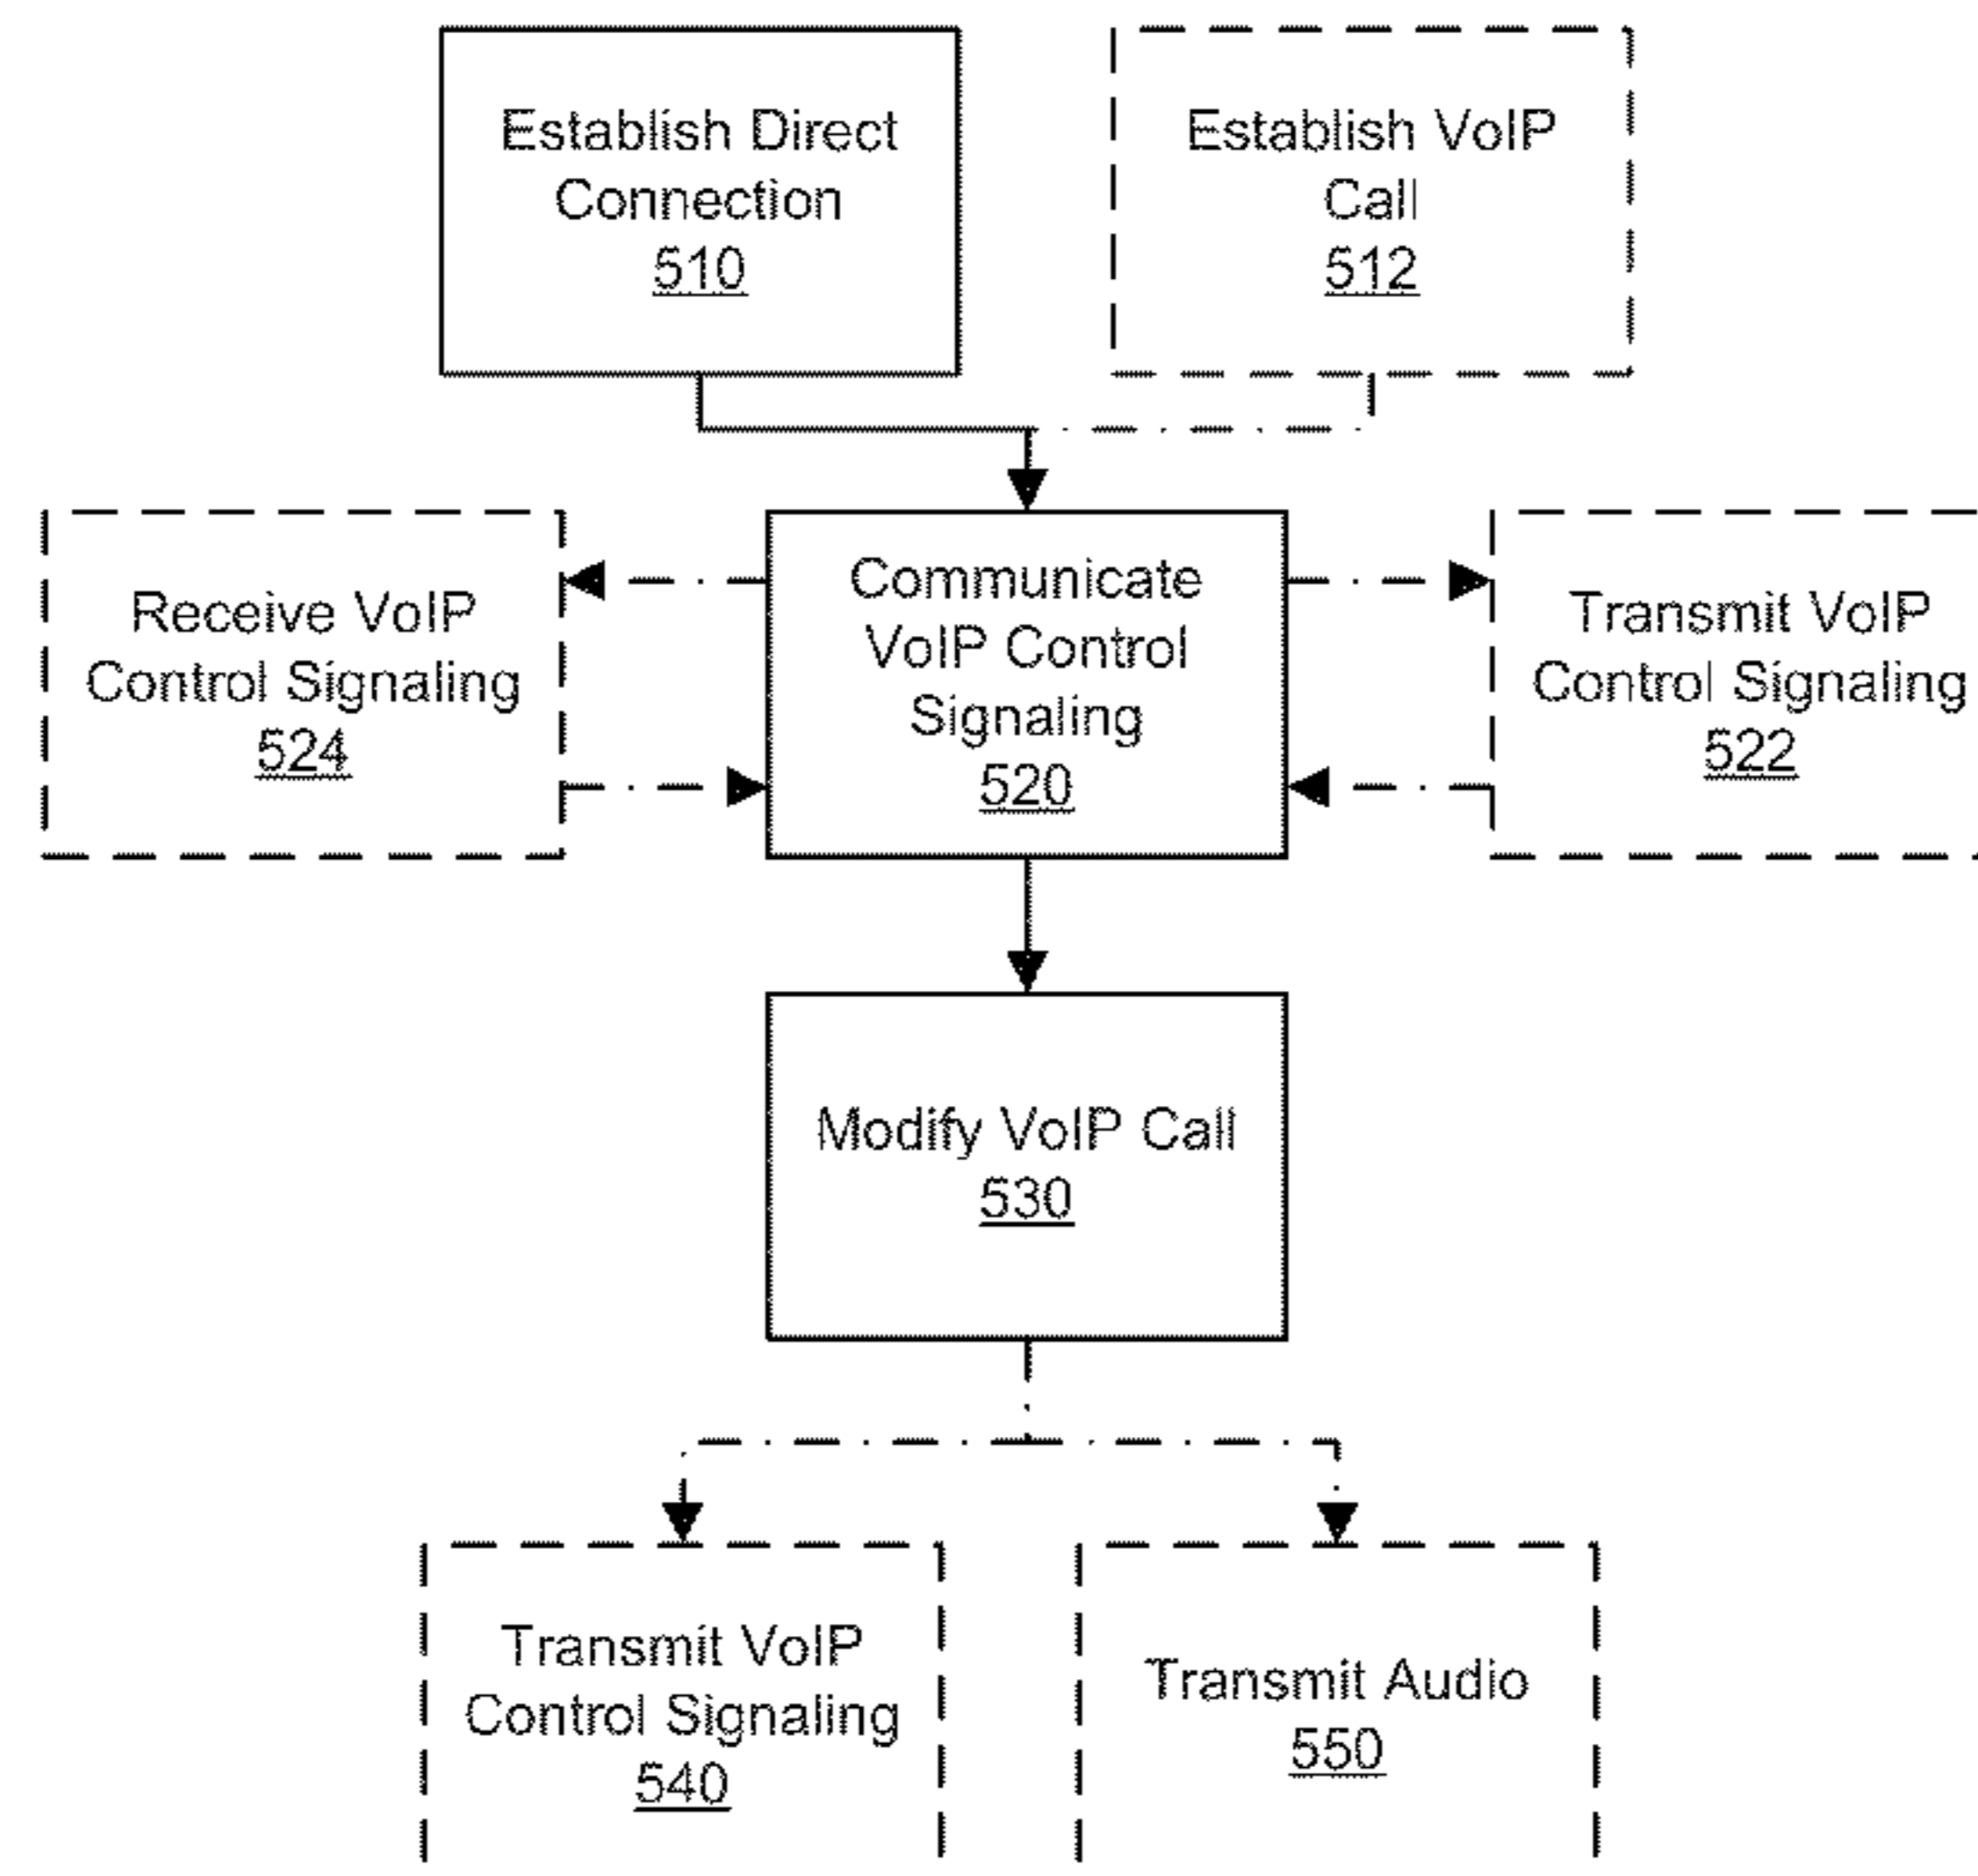 Establish Direct
Connection
510
Establish VoIP
Call
512
Receive VoIP
Control Signaling
524
Communicate
VoIP Control
Signaling
520
Transmit VoIP
Control Signaling
522
Modify VoIP Call
530
Transmit VoIP
Control Signaling
540
Transmit Audio
550